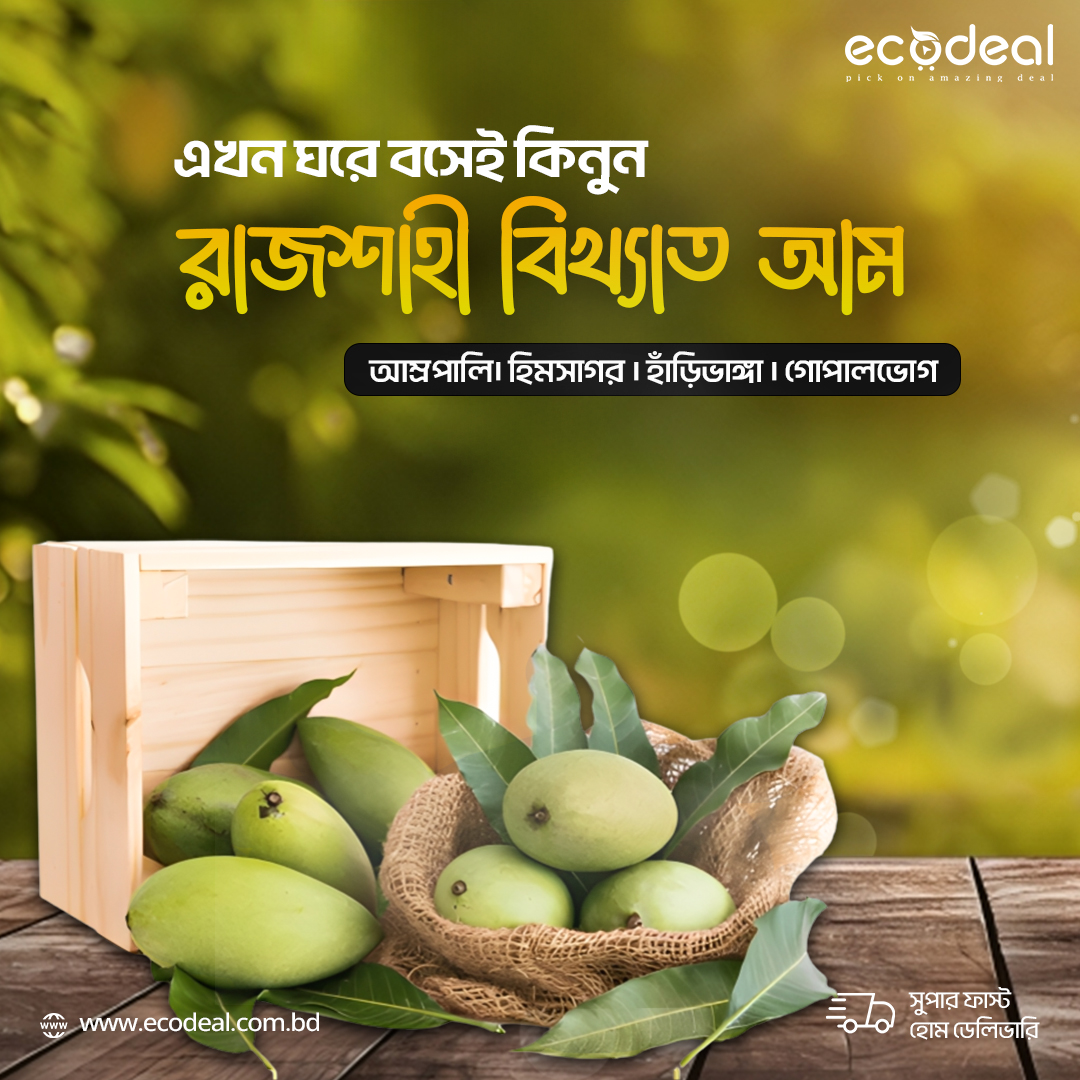 ecodeal
pick on amazing deal
এখন ঘরে বসেই কিনুন
রাজশাহী বিখ্যাত আম
আম্রপালি। হিমসাগর । হাঁড়িভাঙ্গা । গোপালভোগ
www www.ecodeal.com.bd
সুপার ফাস্ট
হোম ডেলিভারি